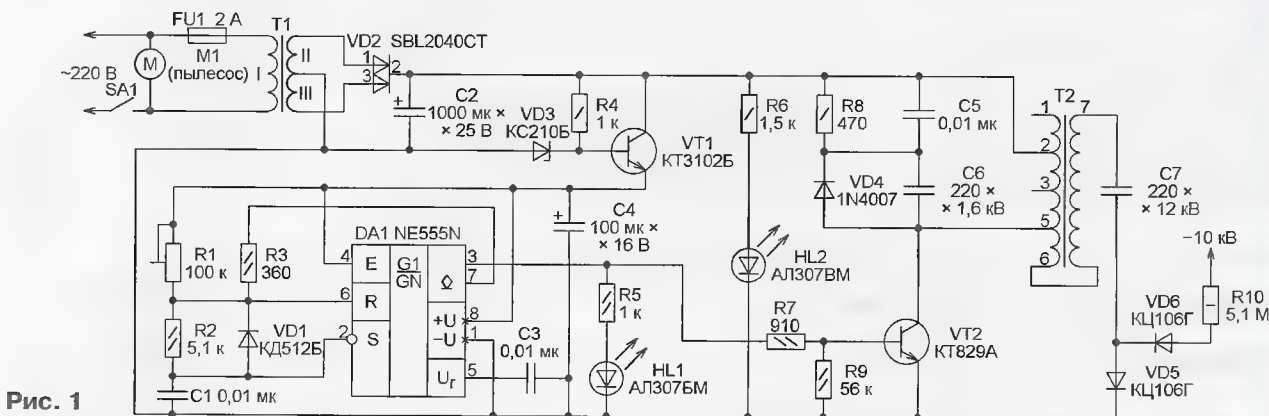 FU1 2 А
T1
М
М1
(пылесос)
~220 В
SA1
I
II
III
VD2 SBL2040CT
1
2
3
+
C2
1000 мк ×
× 25 В
VD3
КС210Б
R4
1 к
VT1
КТ3102Б
R6
1,5 к
R8
470
C5
0,01 мк
VD4
1N4007
C6
220 ×
× 1,6 кВ
T2
1
2
3
5
6
7
C7
220 ×
× 12 кВ
–10 кВ
VD6
КЦ106Г
R10
5,1 М
VD5
КЦ106Г
R1
100 к
R3
360
R2
5,1 к
VD1
КД512Б
C1 0,01 мк
DA1 NE555N
4
6
2
E
R
S
G1
GN
◊
+U
–U
Ur
3
7
8
1
5
+
C4
100 мк ×
× 16 В
C3
0,01 мк
R5
1 к
HL1
АЛ307БМ
HL2
АЛ307ВМ
R7
910
R9
56 к
VT2
КТ829А
Рис. 1